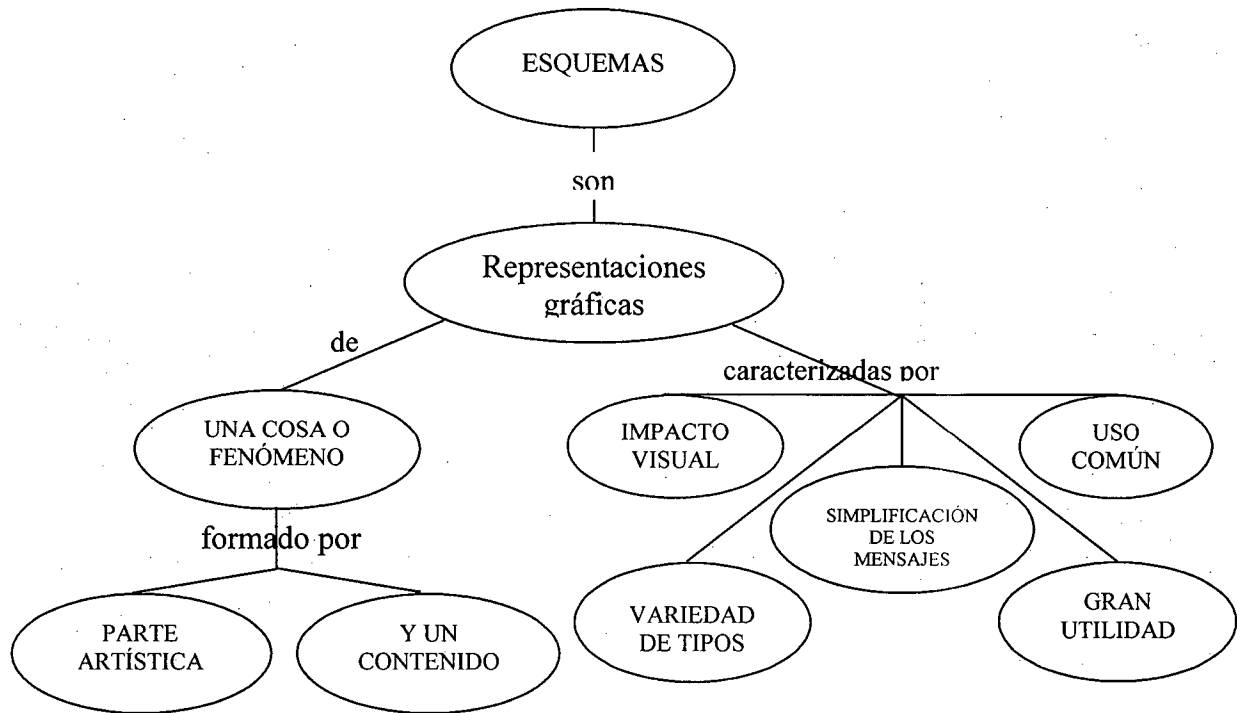 ESQUEMAS
son
Representaciones
gráficas
de
caracterizadas por
UNA COSA O
FENÓMENO
IMPACTO
VISUAL
USO
COMÚN
SIMPLIFICACIÓN
DE LOS
MENSAJES
formado por
PARTE
ARTÍSTICA
Y UN
CONTENIDO
VARIEDAD
DE TIPOS
GRAN
UTILIDAD